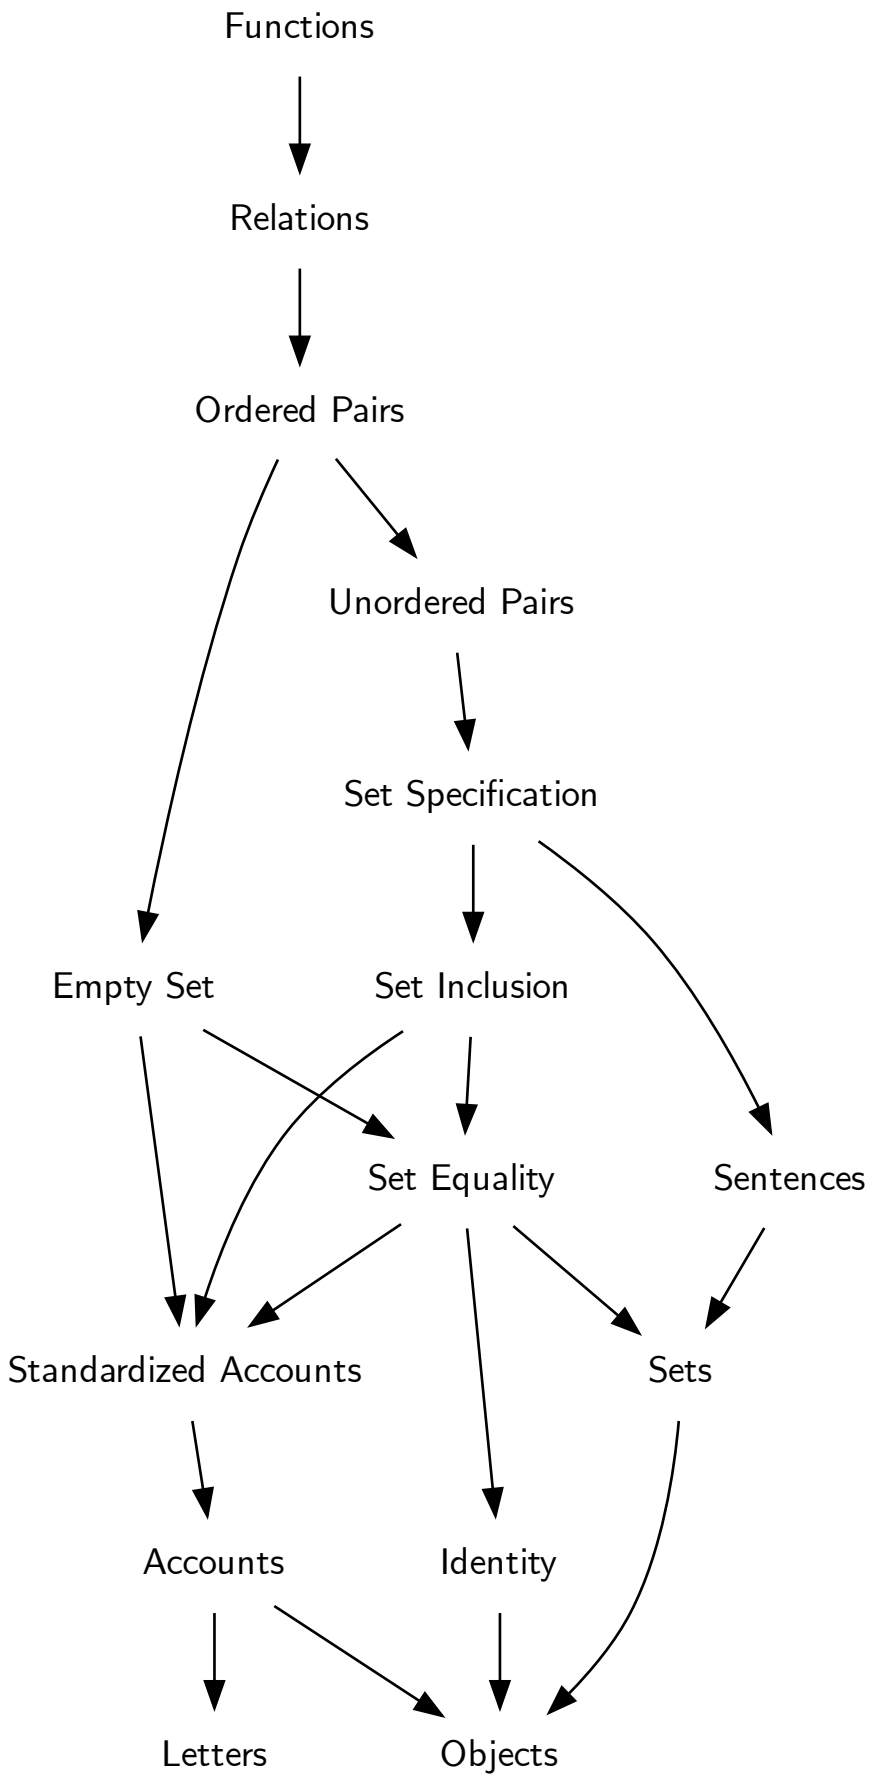 Functions
Relations
Ordered Pairs
Unordered Pairs
Set Specification
Empty Set
Set Inclusion
Set Equality
Sentences
Standardized Accounts
Sets
Accounts
Identity
Letters
Objects